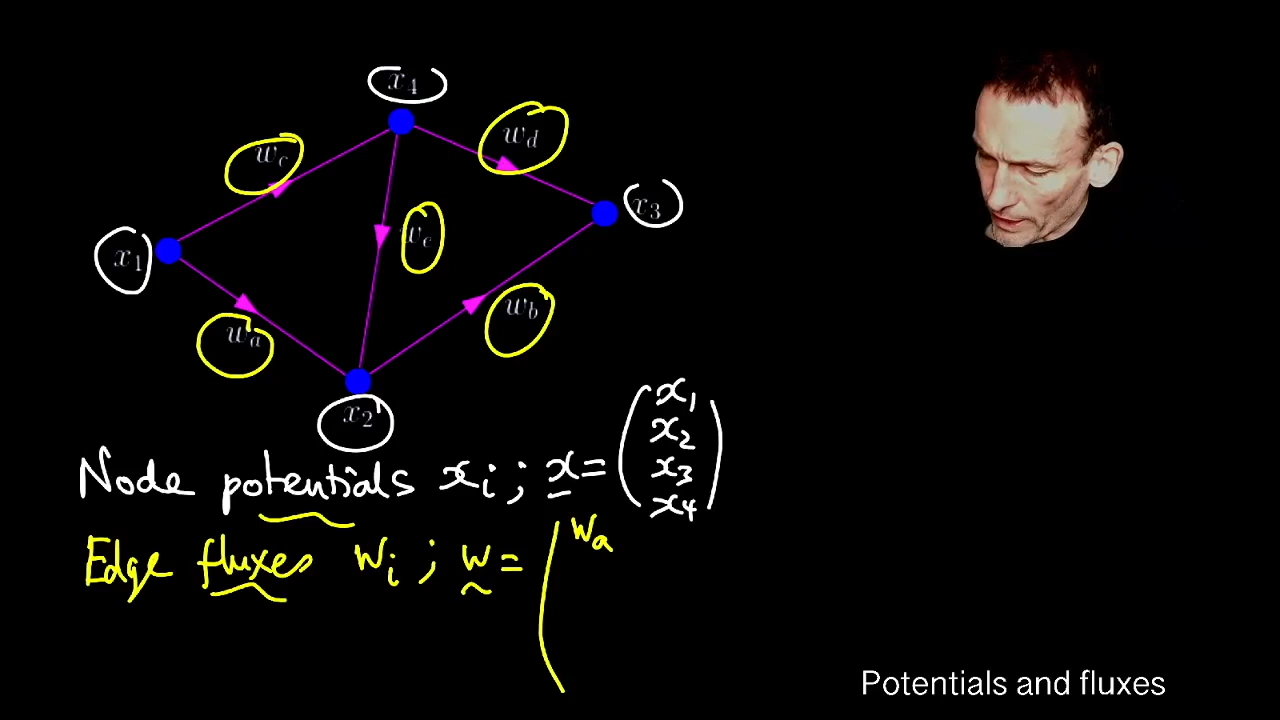 x4
wc
wd
x1
we
x3
wa
wb
x2
Node potentials xi ; x = (x1
x2
x3
x4)
Edge fluxes wi ; w = (wa
Potentials and fluxes